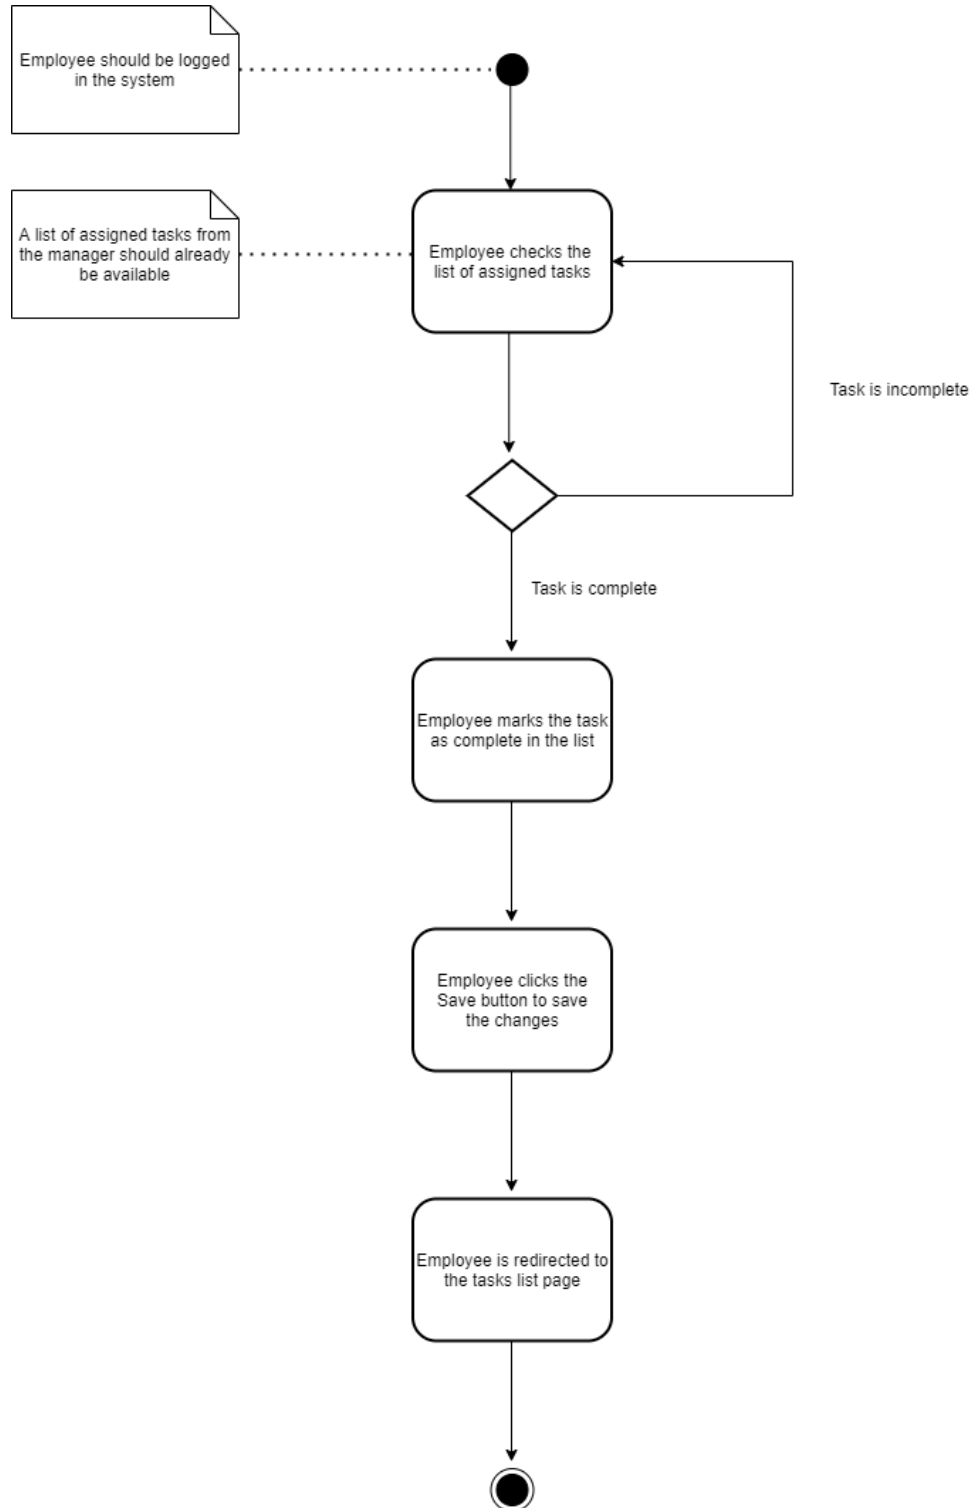 Employee should be logged
in the system
A list of assigned tasks from
the manager should already
be available
Employee checks the
list of assigned tasks
Task is incomplete
Task is complete
Employee marks the task
as complete in the list
Employee clicks the
Save button to save
the changes
Employee is redirected to
the tasks list page